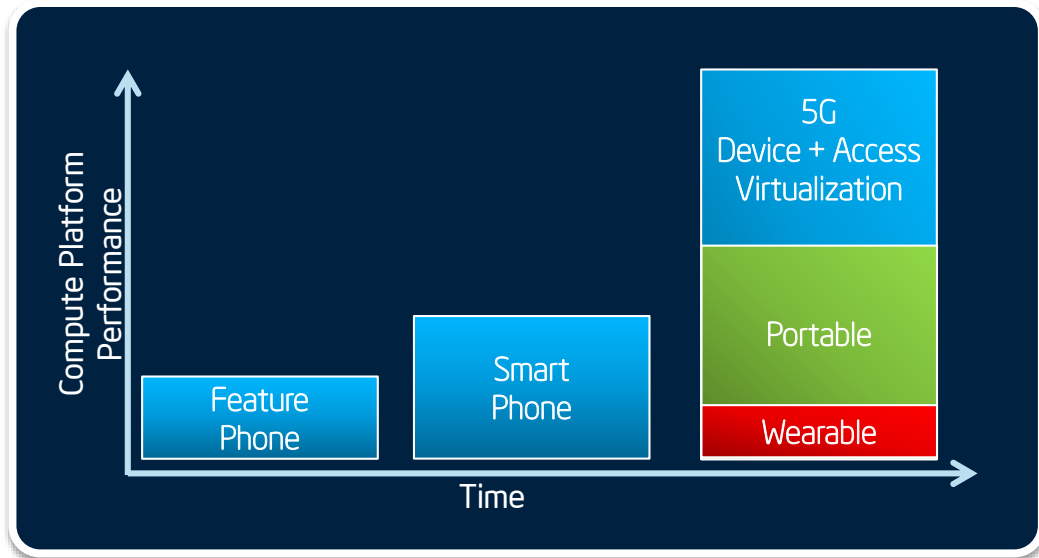 5G
Device + Access
Virtualization
Portable
Wearable
Smart
Phone
Feature
Phone
Compute Platform
Performance
Time